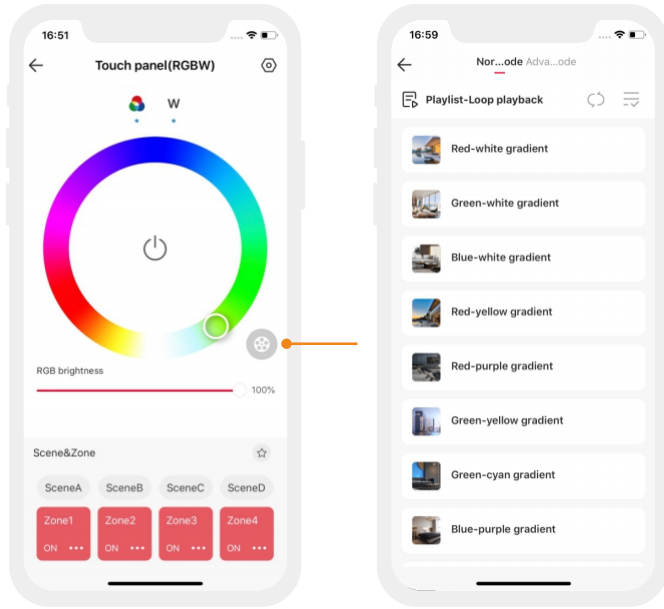 16:51
Touch panel(RGBW)
W
RGB brightness
100%
Scene&Zone
SceneA SceneB SceneC SceneD
Zone1 Zone2 Zone3 Zone4
ON ON ON ON
16:59
Nor...ode Adva...ode
Playlist-Loop playback
Red-white gradient
Green-white gradient
Blue-white gradient
Red-yellow gradient
Red-purple gradient
Green-yellow gradient
Green-cyan gradient
Blue-purple gradient